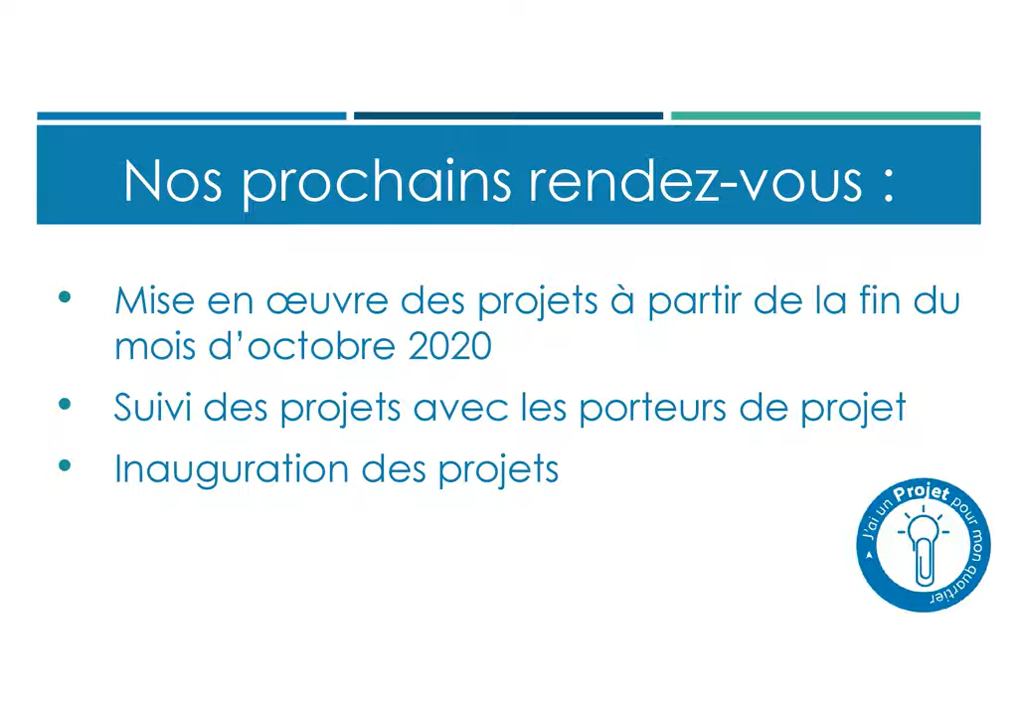 Nos prochains rendez-vous :
• Mise en œuvre des projets à partir de la fin du
mois d’octobre 2020
• Suivi des projets avec les porteurs de projet
• Inauguration des projets
J'ai un Projet pour mon quartier